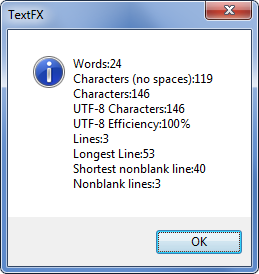 TextFX
Words:24
Characters (no spaces):119
Characters:146
UTF-8 Characters:146
UTF-8 Efficiency:100%
Lines:3
Longest Line:53
Shortest nonblank line:40
Nonblank lines:3
OK